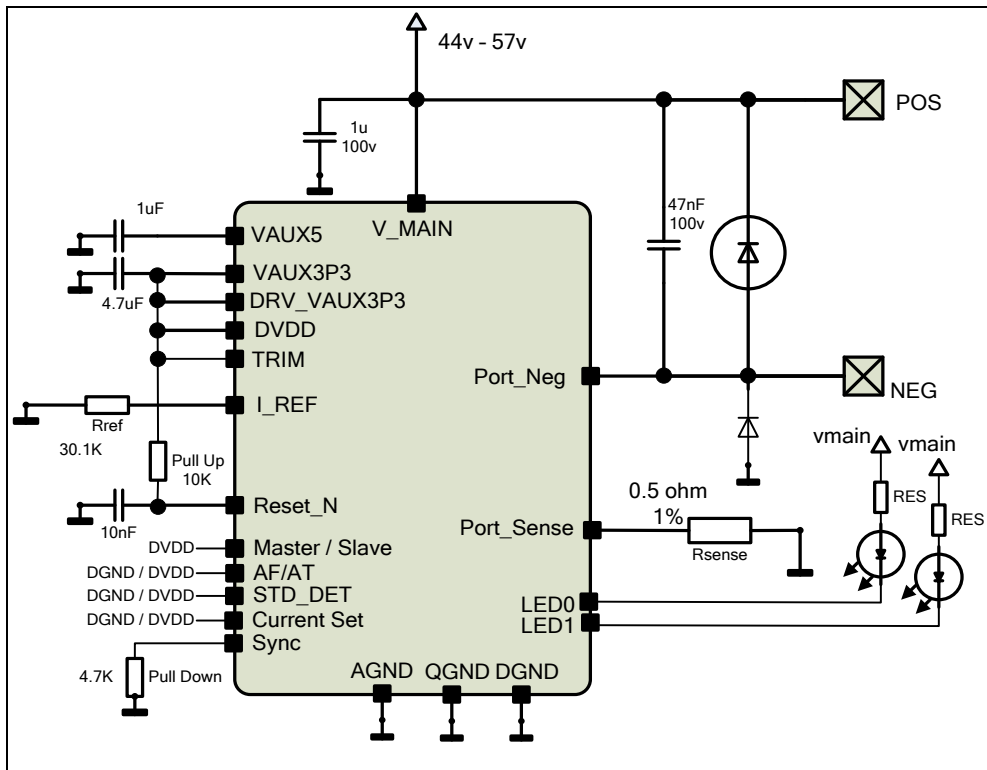 44v - 57v
POS
1u
100v
47nF
100v
1uF
V_MAIN
VAUX5
VAUX3P3
4.7uF
DRV_VAUX3P3
DVDD
TRIM
Port_Neg
NEG
I_REF
Rref
30.1K
vmain
vmain
Pull Up
10K
RES
RES
0.5 ohm
1%
Reset_N
10nF
Port_Sense
Rsense
DVDD
Master / Slave
DGND / DVDD
AF/AT
DGND / DVDD
STD_DET
DGND / DVDD
Current Set
LED0
LED1
Sync
4.7K
Pull Down
AGND
QGND
DGND